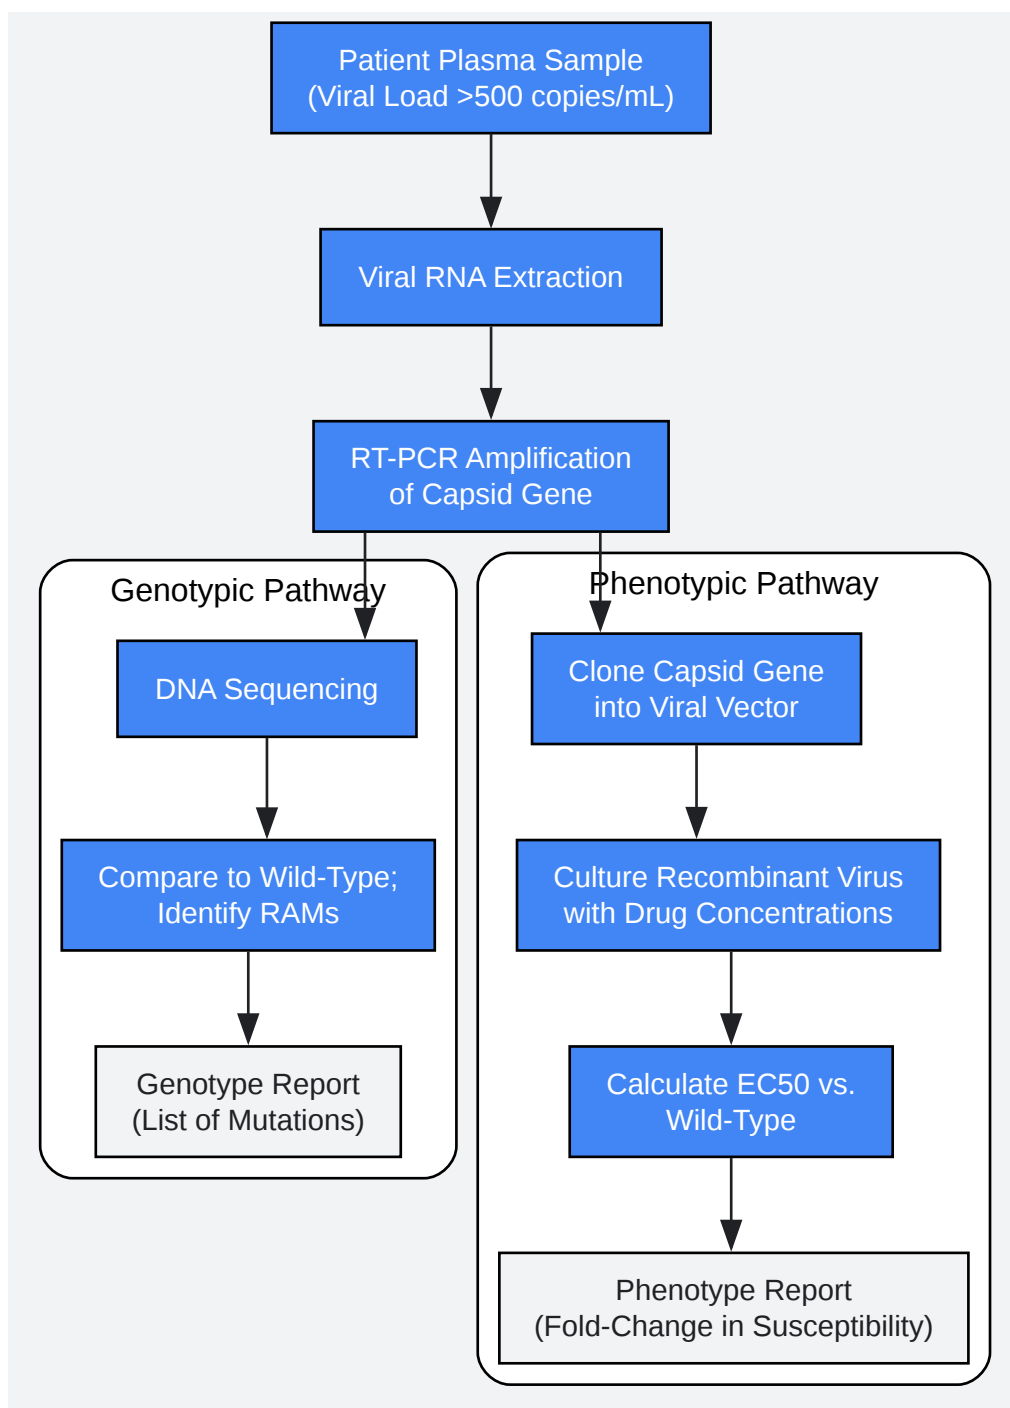 Patient Plasma Sample
(Viral Load >500 copies/mL)
Viral RNA Extraction
RT-PCR Amplification
of Capsid Gene
Genotypic Pathway
DNA Sequencing
Compare to Wild-Type;
Identify RAMs
Genotype Report
(List of Mutations)
Phenotypic Pathway
Clone Capsid Gene
into Viral Vector
Culture Recombinant Virus
with Drug Concentrations
Calculate EC50 vs.
Wild-Type
Phenotype Report
(Fold-Change in Susceptibility)